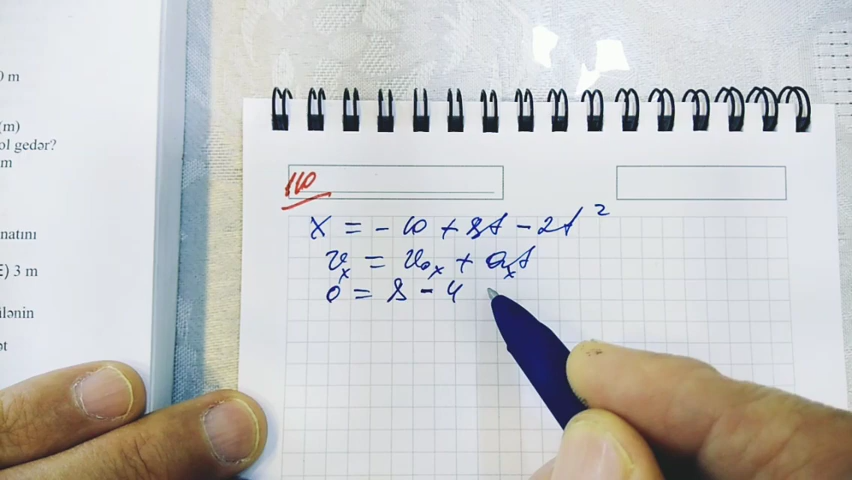 0 m
(m)
ol gedər?
m
natını
E) 3 m
ilənin
ət
110
x = -10 + 8t - 2t²
vₓ = v₀ₓ + aₓt
0 = 8 - 4